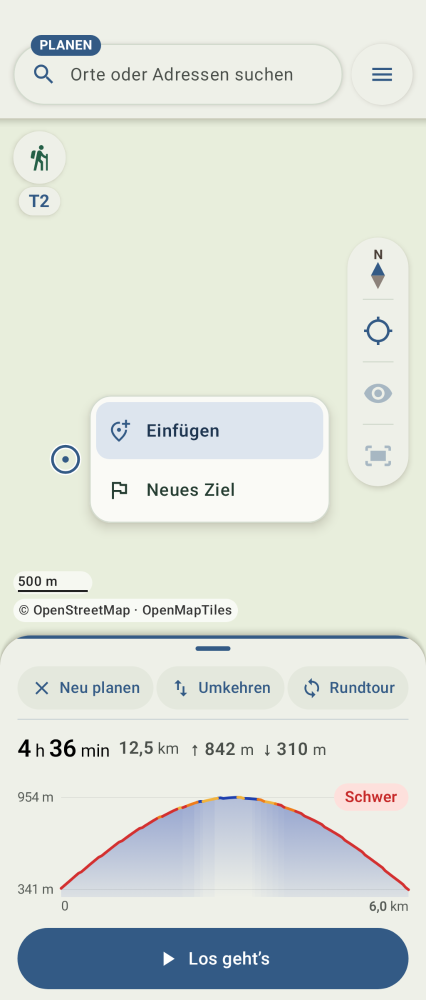 PLANEN
Orte oder Adressen suchen
T2
N
Einfügen
Neues Ziel
500 m
© OpenStreetMap · OpenMapTiles
Neu planen Umkehren Rundtour
4 h 36 min 12,5 km ↑ 842 m ↓ 310 m
954 m Schwer
341 m
0 6,0 km
Los geht’s